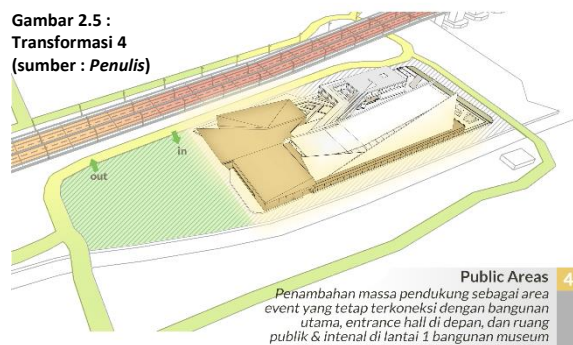 Gambar 2.5 :
Transformasi 4
(sumber : Penulis)
in
out
Public Areas 4
Penambahan massa pendukung sebagai area
event yang tetap terkoneksi dengan bangunan
utama, entrance hall di depan, dan ruang
publik & intenal di lantai 1 bangunan museum